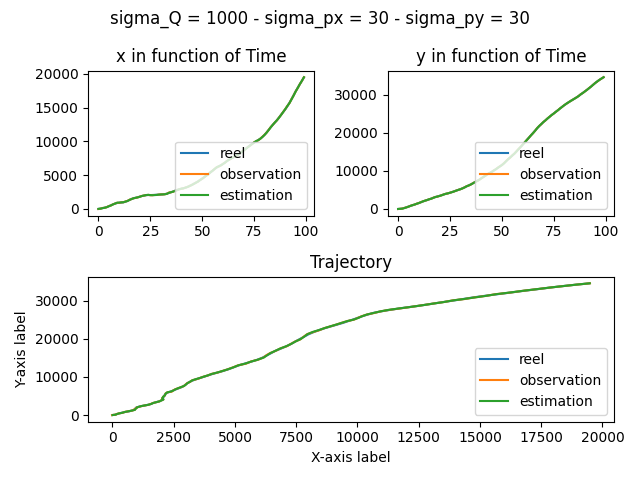 sigma_Q = 1000 - sigma_px = 30 - sigma_py = 30
x in function of Time
20000
15000
10000
5000
0
0 25 50 75 100
reel
observation
estimation
y in function of Time
30000
20000
10000
0
0 25 50 75 100
reel
observation
estimation
Trajectory
Y-axis label
30000
20000
10000
0
0 2500 5000 7500 10000 12500 15000 17500 20000
X-axis label
reel
observation
estimation